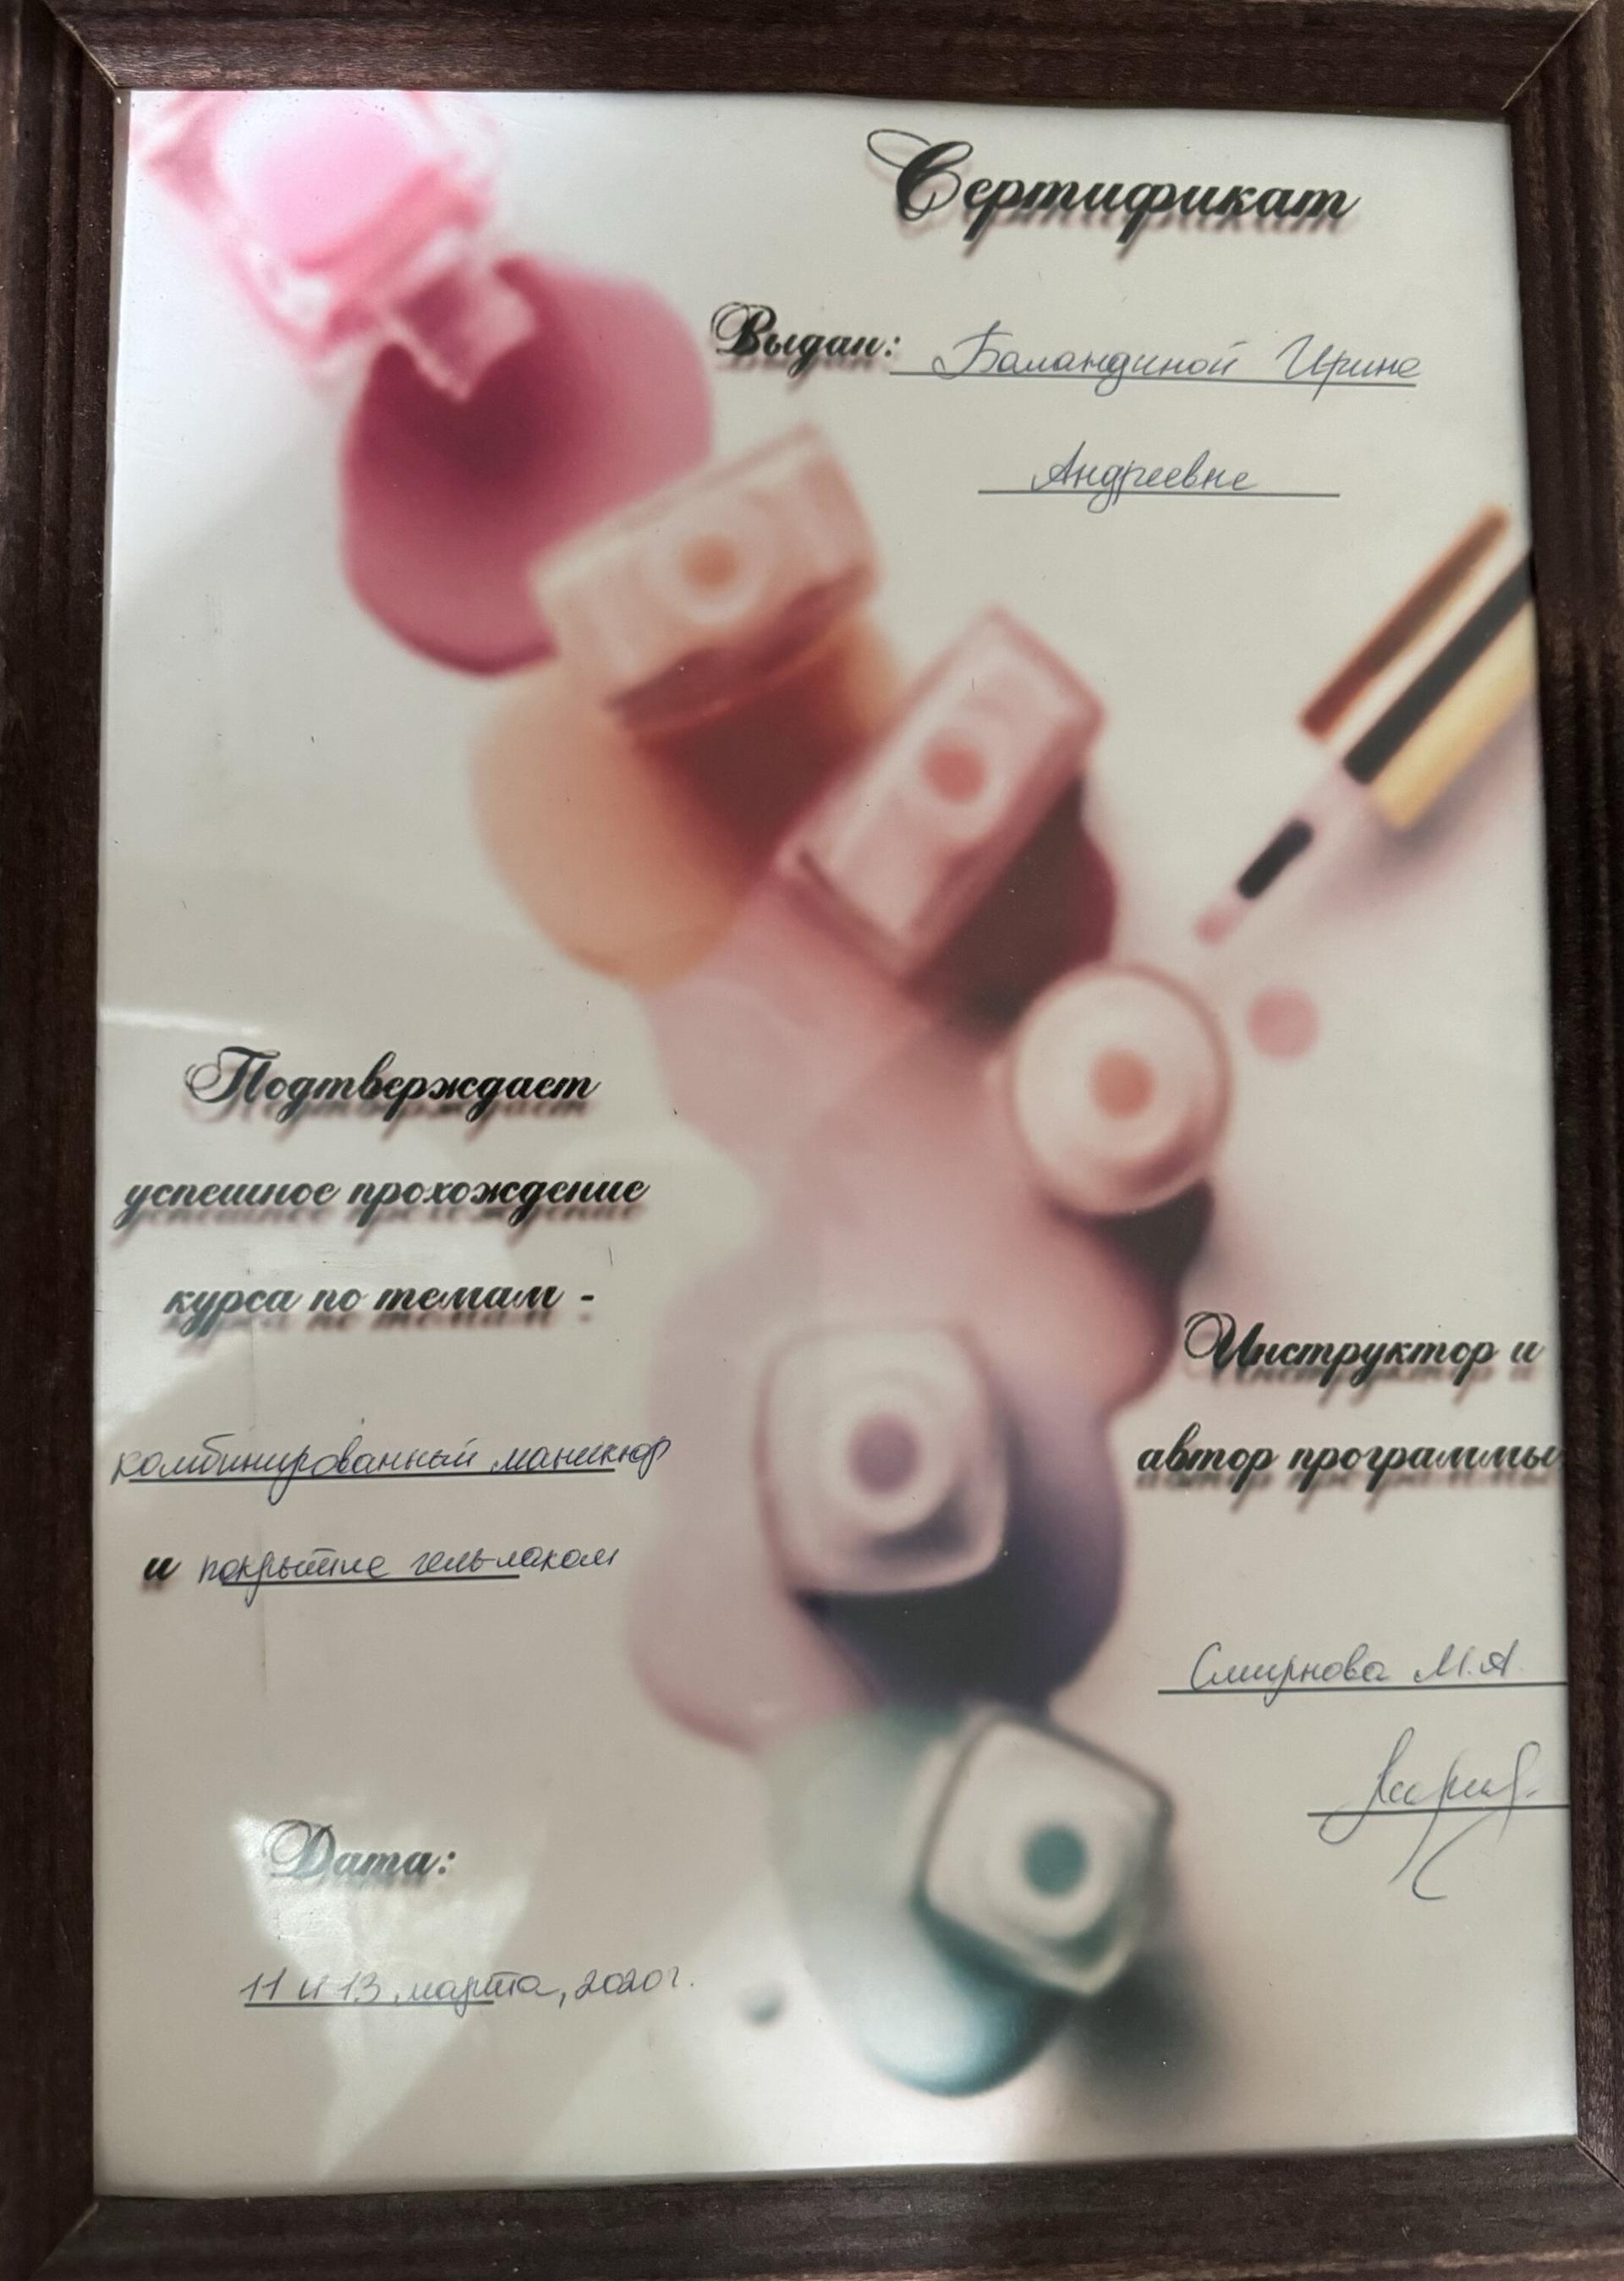 Сертификат
Выдан: Баландиной Ирине
Андреевне
Подтверждает
успешное прохождение
курса по темам -
комбинированный маникюр
и покрытие гель-лаком
Инструктор и
автор программы
Смирнова М.А.
Дата:
11 и 13 марта, 2020 г.